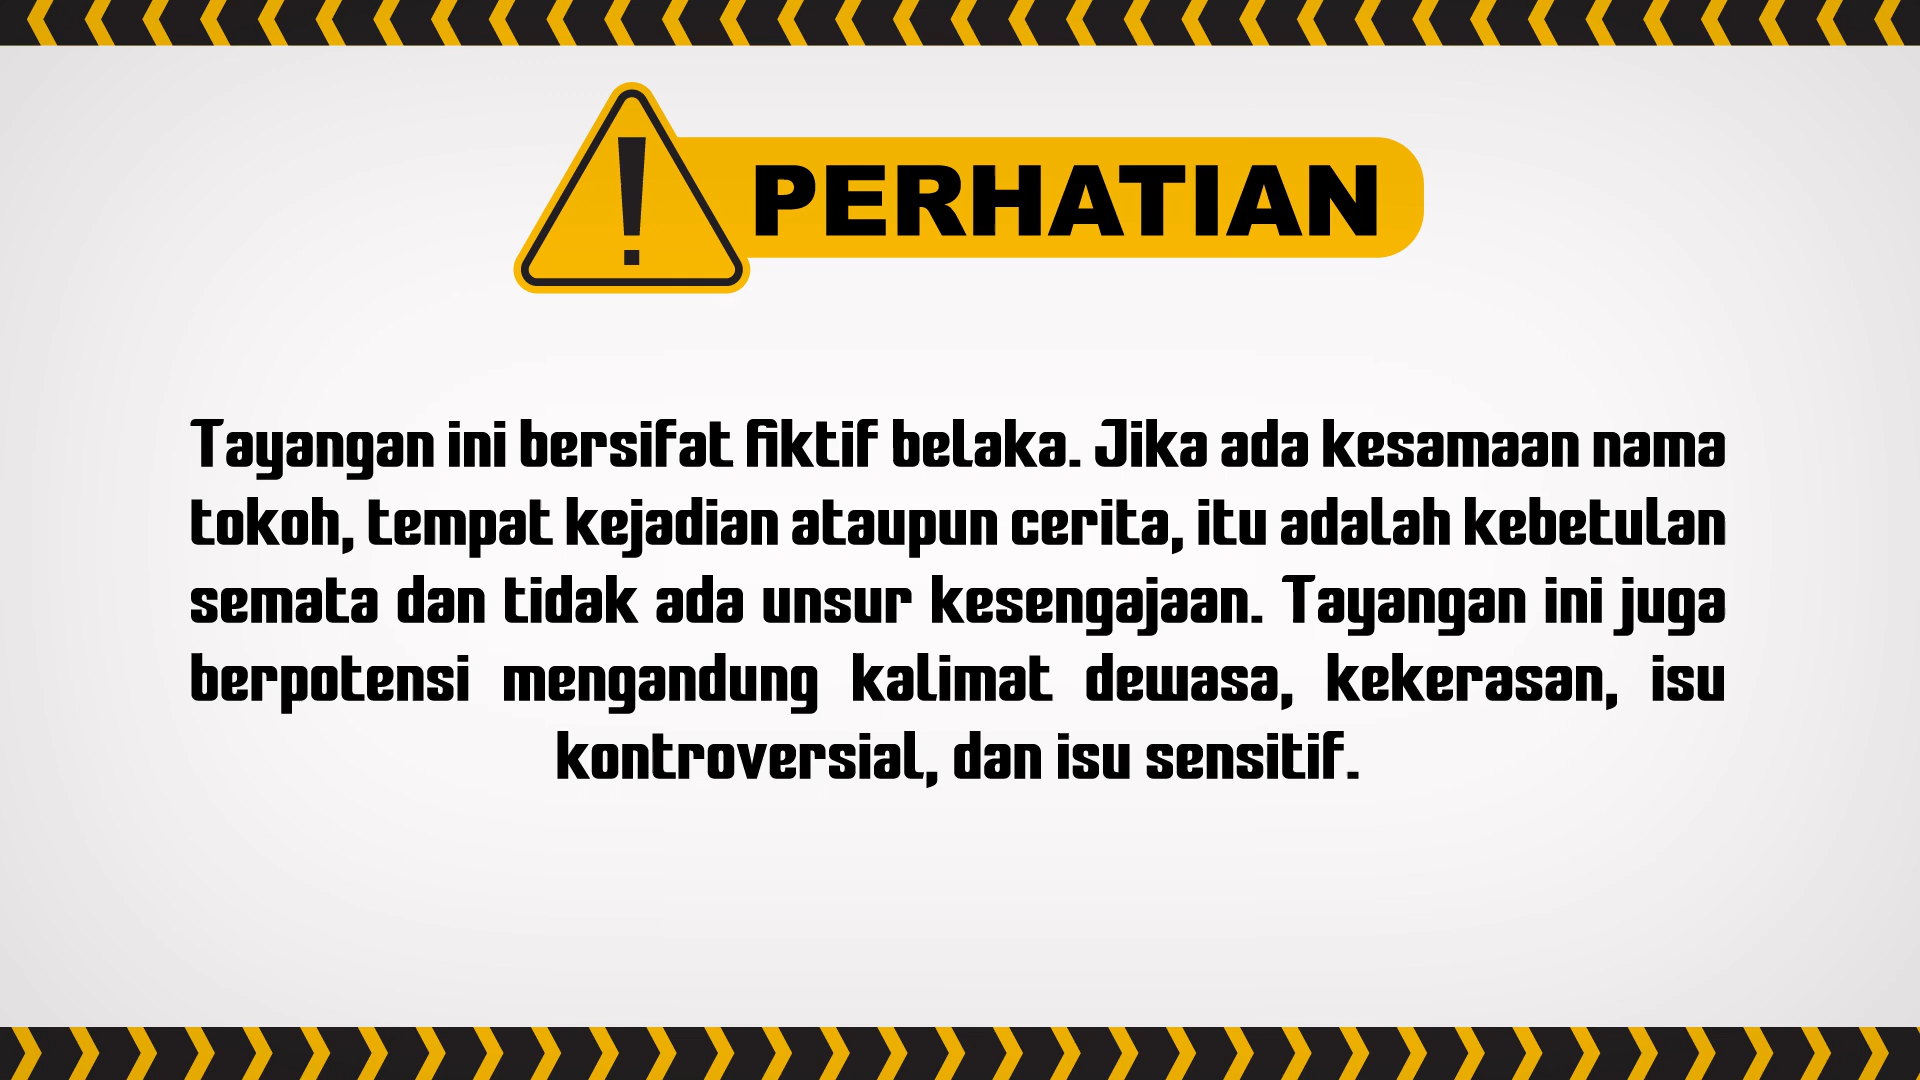 PERHATIAN
Tayangan ini bersifat fiktif belaka. Jika ada kesamaan nama
tokoh, tempat kejadian ataupun cerita, itu adalah kebetulan
semata dan tidak ada unsur kesengajaan. Tayangan ini juga
berpotensi mengandung kalimat dewasa, kekerasan, isu
kontroversial, dan isu sensitif.